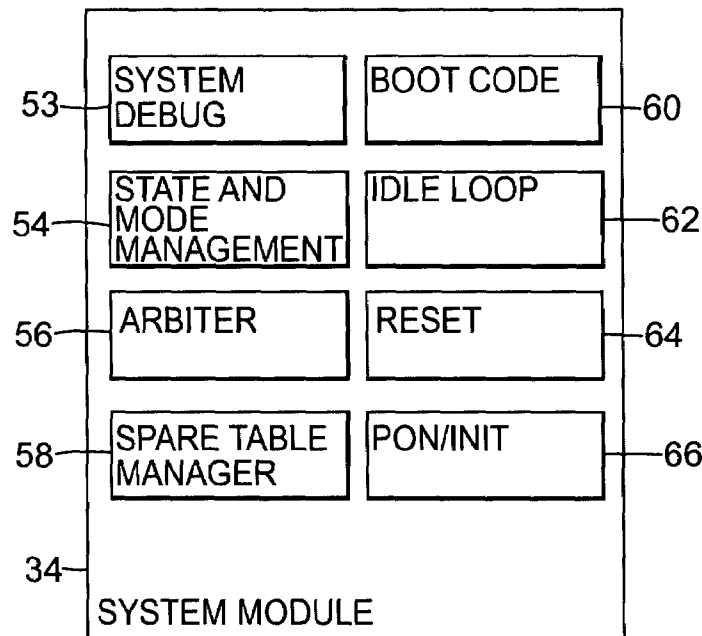 53
SYSTEM
DEBUG
BOOT CODE
60
54
STATE AND
MODE
MANAGEMENT
IDLE LOOP
62
56
ARBITER
RESET
64
58
SPARE TABLE
MANAGER
PON/INIT
66
34
SYSTEM MODULE